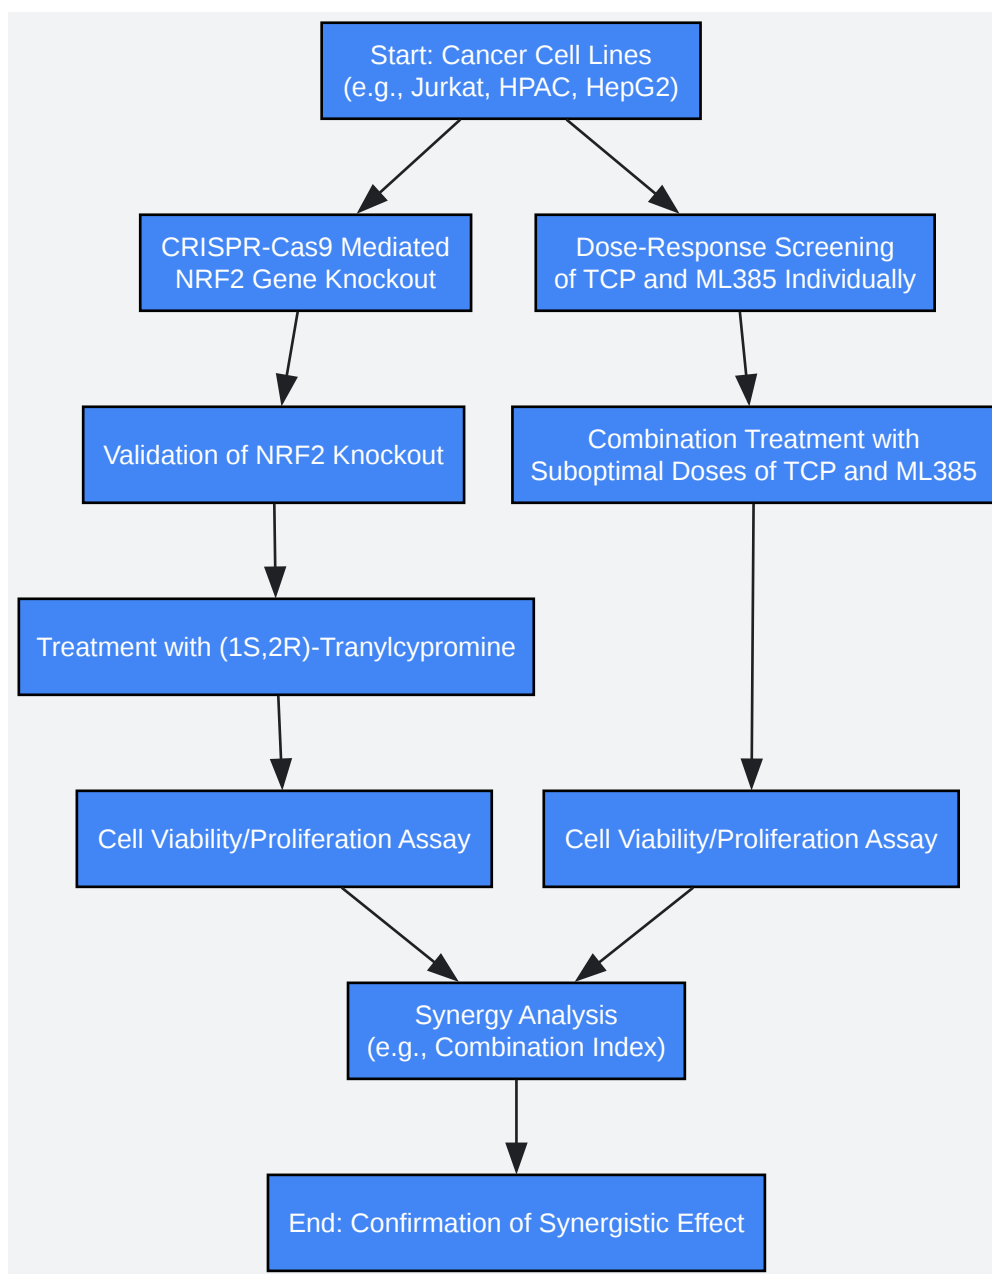 Start: Cancer Cell Lines
(e.g., Jurkat, HPAC, HepG2)
CRISPR-Cas9 Mediated
NRF2 Gene Knockout
Dose-Response Screening
of TCP and ML385 Individually
Validation of NRF2 Knockout
Combination Treatment with
Suboptimal Doses of TCP and ML385
Treatment with (1S,2R)-Tranylcypromine
Cell Viability/Proliferation Assay
Cell Viability/Proliferation Assay
Synergy Analysis
(e.g., Combination Index)
End: Confirmation of Synergistic Effect